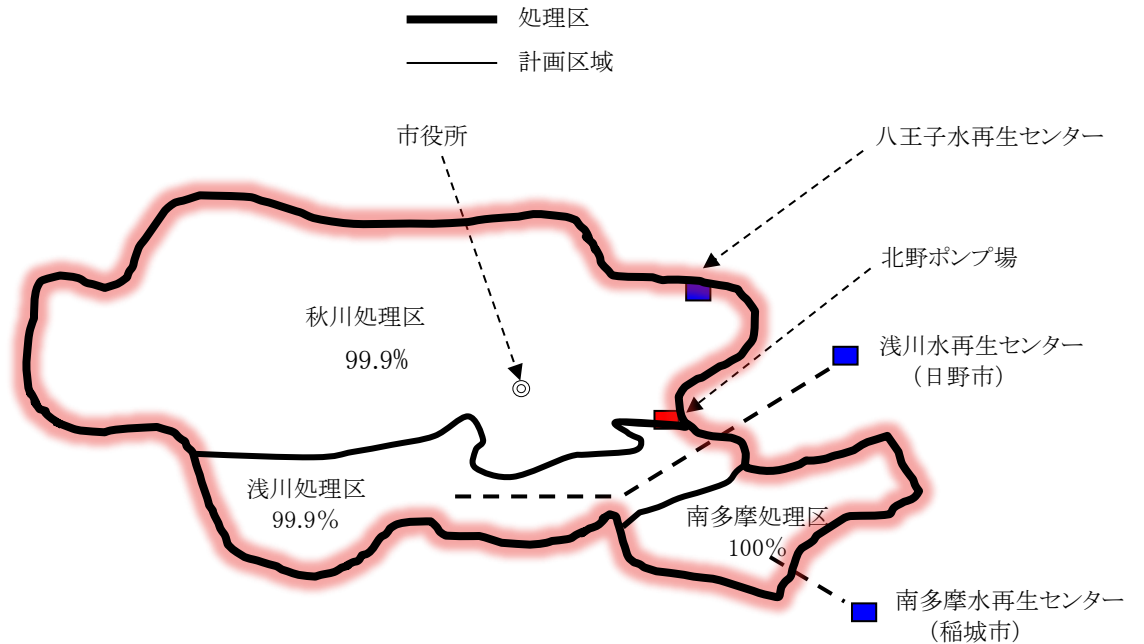 処理区
計画区域
市役所
八王子水再生センター
北野ポンプ場
秋川処理区
99.9%
浅川水再生センター
(日野市)
浅川処理区
99.9%
南多摩処理区
100%
南多摩水再生センター
(稲城市)